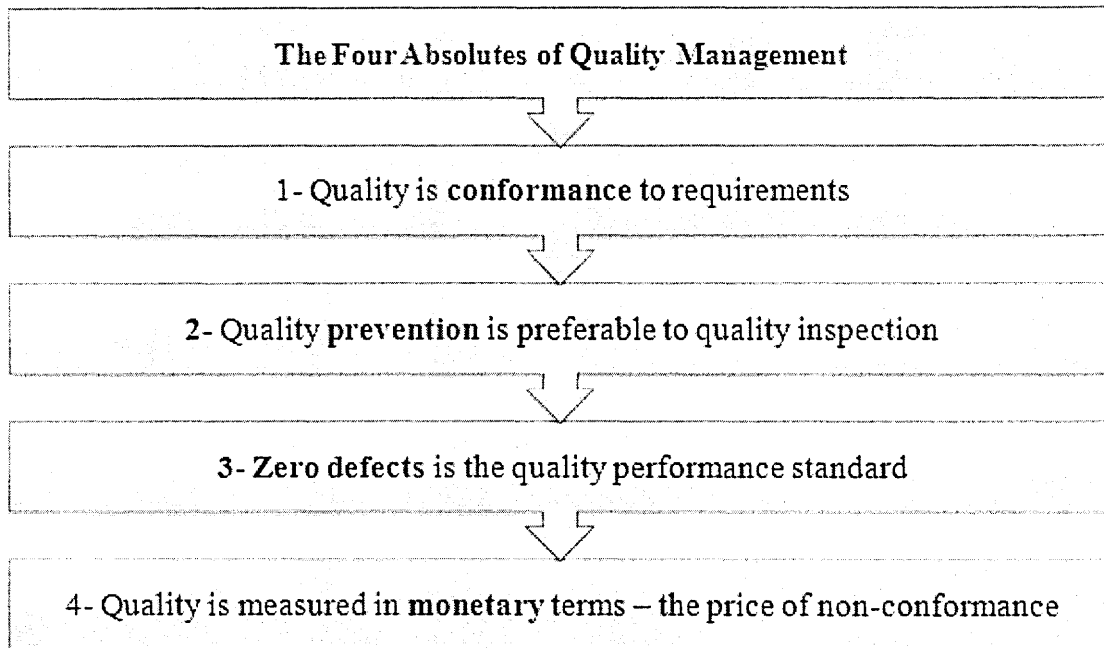 The Four Absolutes of Quality Management
1- Quality is conformance to requirements
2- Quality prevention is preferable to quality inspection
3- Zero defects is the quality performance standard
4- Quality is measured in monetary terms – the price of non-conformance